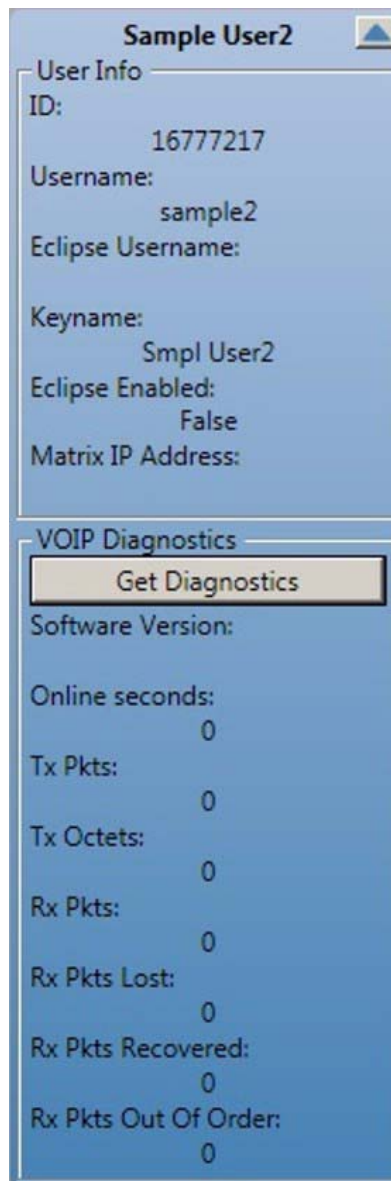 Sample User2
User Info
ID:
16777217
Username:
sample2
Eclipse Username:
Keyname:
Smpl User2
Eclipse Enabled:
False
Matrix IP Address:
VOIP Diagnostics
Get Diagnostics
Software Version:
Online seconds:
0
Tx Pkts:
0
Tx Octets:
0
Rx Pkts:
0
Rx Pkts Lost:
0
Rx Pkts Recovered:
0
Rx Pkts Out Of Order:
0